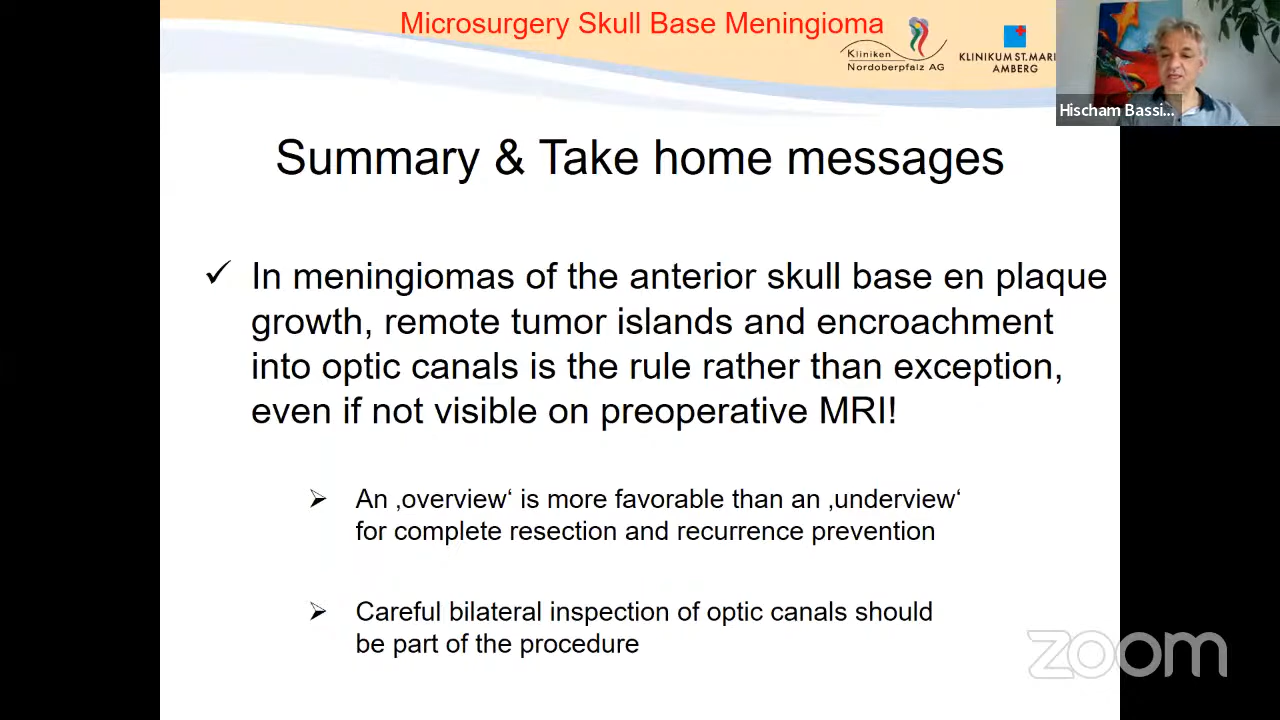 Microsurgery Skull Base Meningioma
Kliniken
Nordoberpfalz AG
KLINIKUM ST.MARI
AMBERG
Hischam Bassi...
Summary & Take home messages
✓ In meningiomas of the anterior skull base en plaque
growth, remote tumor islands and encroachment
into optic canals is the rule rather than exception,
even if not visible on preoperative MRI!
➢ An ‚overview‘ is more favorable than an ‚underview‘
for complete resection and recurrence prevention
➢ Careful bilateral inspection of optic canals should
be part of the procedure
zoom